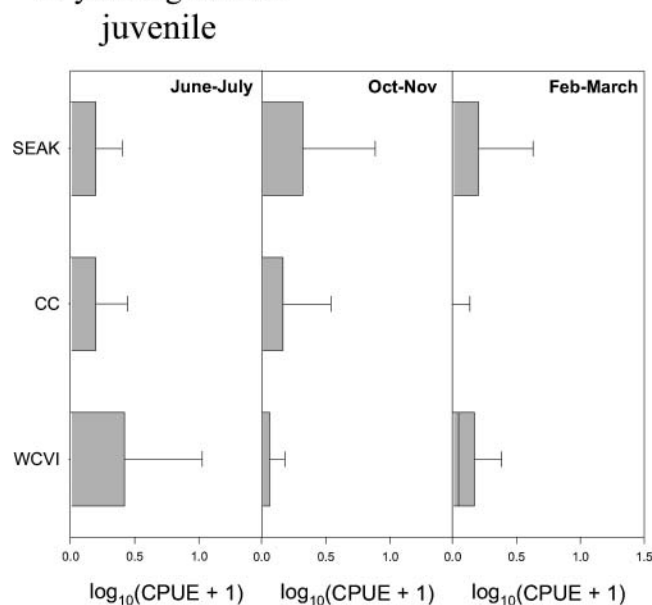 juvenile
June-July Oct-Nov Feb-March
SEAK
CC
WCVI
0.0 0.5 1.0 0.0 0.5 1.0 0.0 0.5 1.0 1.5
log₁₀(CPUE + 1) log₁₀(CPUE + 1) log₁₀(CPUE + 1)